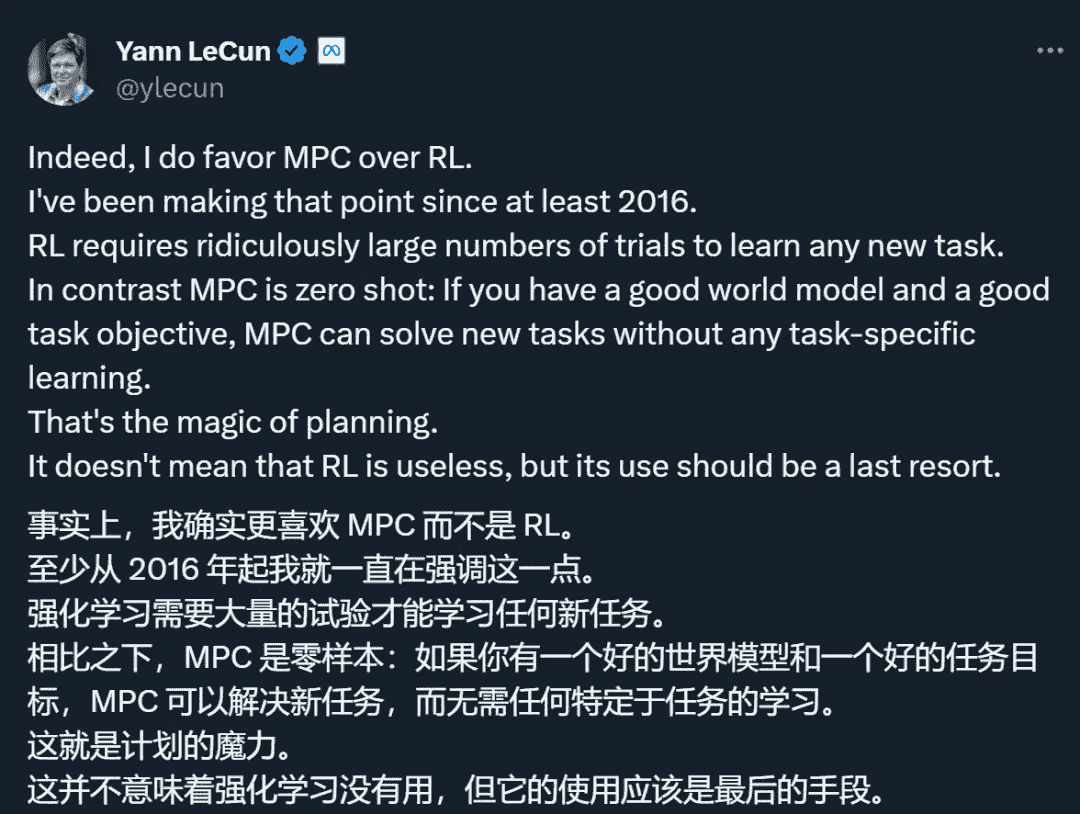 Yann LeCun
@ylecun
Indeed, I do favor MPC over RL.
I've been making that point since at least 2016.
RL requires ridiculously large numbers of trials to learn any new task.
In contrast MPC is zero shot: If you have a good world model and a good
task objective, MPC can solve new tasks without any task-specific
learning.
That's the magic of planning.
It doesn't mean that RL is useless, but its use should be a last resort.
事实上，我确实更喜欢 MPC 而不是 RL。
至少从 2016 年起我就一直在强调这一点。
强化学习需要大量的试验才能学习任何新任务。
相比之下，MPC 是零样本：如果你有一个好的世界模型和一个好的任务目
标，MPC 可以解决新任务，而无需任何特定于任务的学习。
这就是计划的魔力。
这并不意味着强化学习没有用，但它的使用应该是最后的手段。